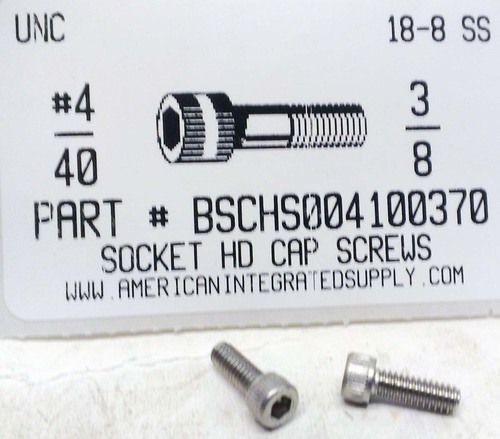 UNC 18-8 SS
#4
40
3
8
PART # BSCHS004100370
SOCKET HD CAP SCREWS
WWW.AMERICANINTEGRATEDSUPPLY.COM